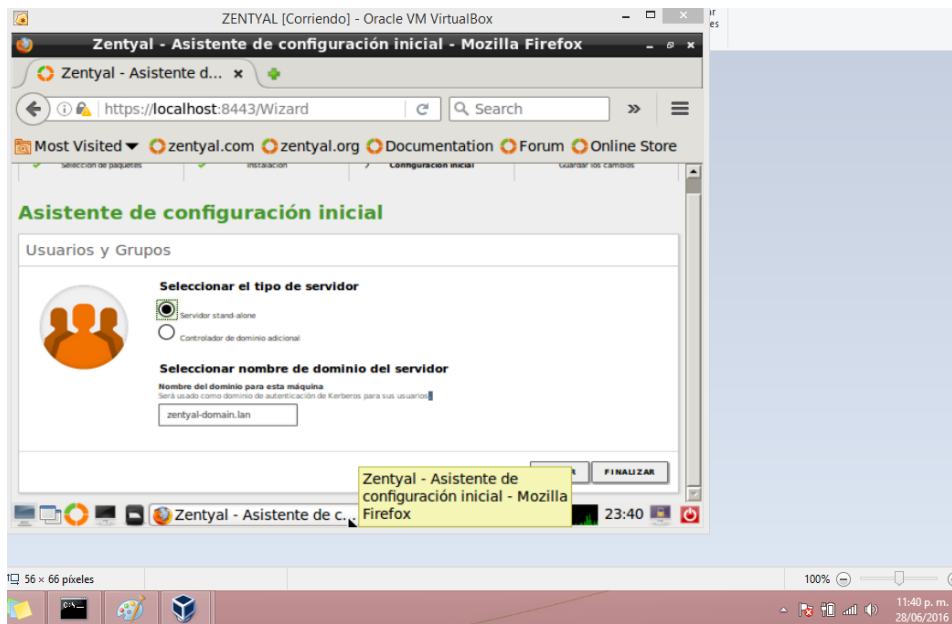 ZENTYAL [Corriendo] - Oracle VM VirtualBox
Zentyal - Asistente de configuración inicial - Mozilla Firefox
Zentyal - Asistente d...
https://localhost:8443/Wizard
Search
Most Visited
zentyal.com
zentyal.org
Documentation
Forum
Online Store
Selección de paquetes
Instalación
Configuración inicial
Guardar los cambios
Asistente de configuración inicial
Usuarios y Grupos
Seleccionar el tipo de servidor
Servidor stand-alone
Controlador de dominio adicional
Seleccionar nombre de dominio del servidor
Nombre del dominio para esta máquina
Será usado como dominio de autenticación de Kerberos para sus usuarios.
zentyal-domain.lan
FINALIZAR
Zentyal - Asistente de
configuración inicial - Mozilla
Firefox
Zentyal - Asistente de c...
23:40
56 × 66 píxeles
100%
11:40 p. m.
28/06/2016